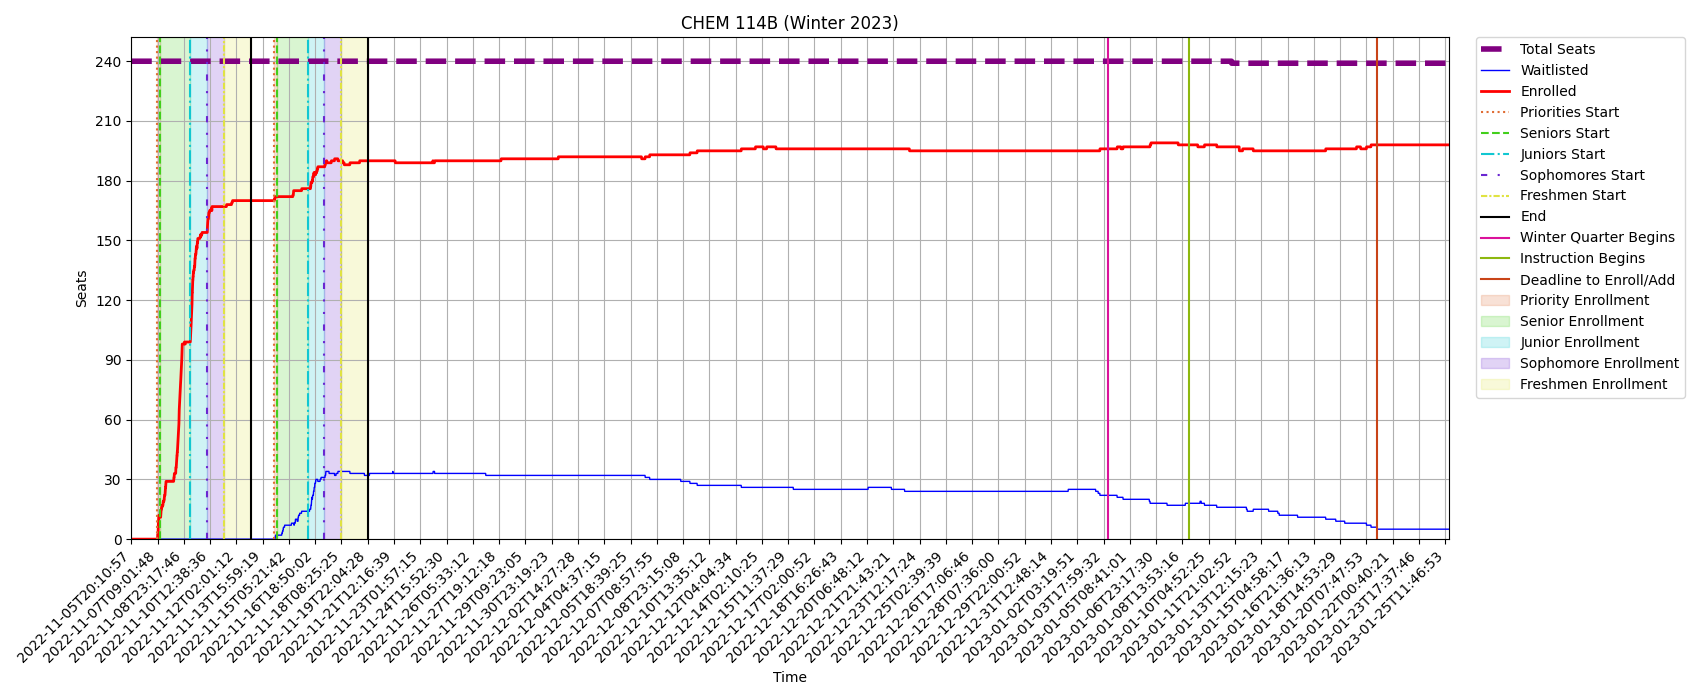 CHEM 114B (Winter 2023)
Seats
240
210
180
150
120
90
60
30
0
2022-11-05T20:10:57
2022-11-07T09:01:48
2022-11-08T23:17:46
2022-11-10T12:38:36
2022-11-12T02:01:12
2022-11-13T15:59:19
2022-11-15T05:21:42
2022-11-16T18:50:02
2022-11-18T08:25:29
2022-11-19T22:04:28
2022-11-21T12:16:39
2022-11-23T01:57:15
2022-11-24T15:52:30
2022-11-26T05:33:12
2022-11-27T19:12:18
2022-11-29T09:23:05
2022-11-30T23:19:23
2022-12-02T14:27:28
2022-12-04T04:37:15
2022-12-05T18:39:25
2022-12-07T08:57:55
2022-12-08T23:15:08
2022-12-10T13:35:12
2022-12-12T04:04:34
2022-12-14T02:10:25
2022-12-15T11:37:29
2022-12-17T02:00:52
2022-12-18T16:26:43
2022-12-20T06:48:12
2022-12-21T21:43:21
2022-12-23T12:17:24
2022-12-25T02:39:39
2022-12-26T17:06:46
2022-12-28T07:36:00
2022-12-29T22:00:52
2022-12-31T12:48:14
2023-01-02T03:19:51
2023-01-03T17:59:32
2023-01-05T08:41:01
2023-01-06T23:17:30
2023-01-08T13:53:16
2023-01-10T04:52:25
2023-01-11T21:02:52
2023-01-13T12:15:23
2023-01-15T04:58:17
2023-01-16T21:36:13
2023-01-18T14:53:29
2023-01-20T07:47:53
2023-01-22T00:40:21
2023-01-23T17:37:46
2023-01-25T11:46:53
Time
Total Seats
Waitlisted
Enrolled
Priorities Start
Seniors Start
Juniors Start
Sophomores Start
Freshmen Start
End
Winter Quarter Begins
Instruction Begins
Deadline to Enroll/Add
Priority Enrollment
Senior Enrollment
Junior Enrollment
Sophomore Enrollment
Freshmen Enrollment